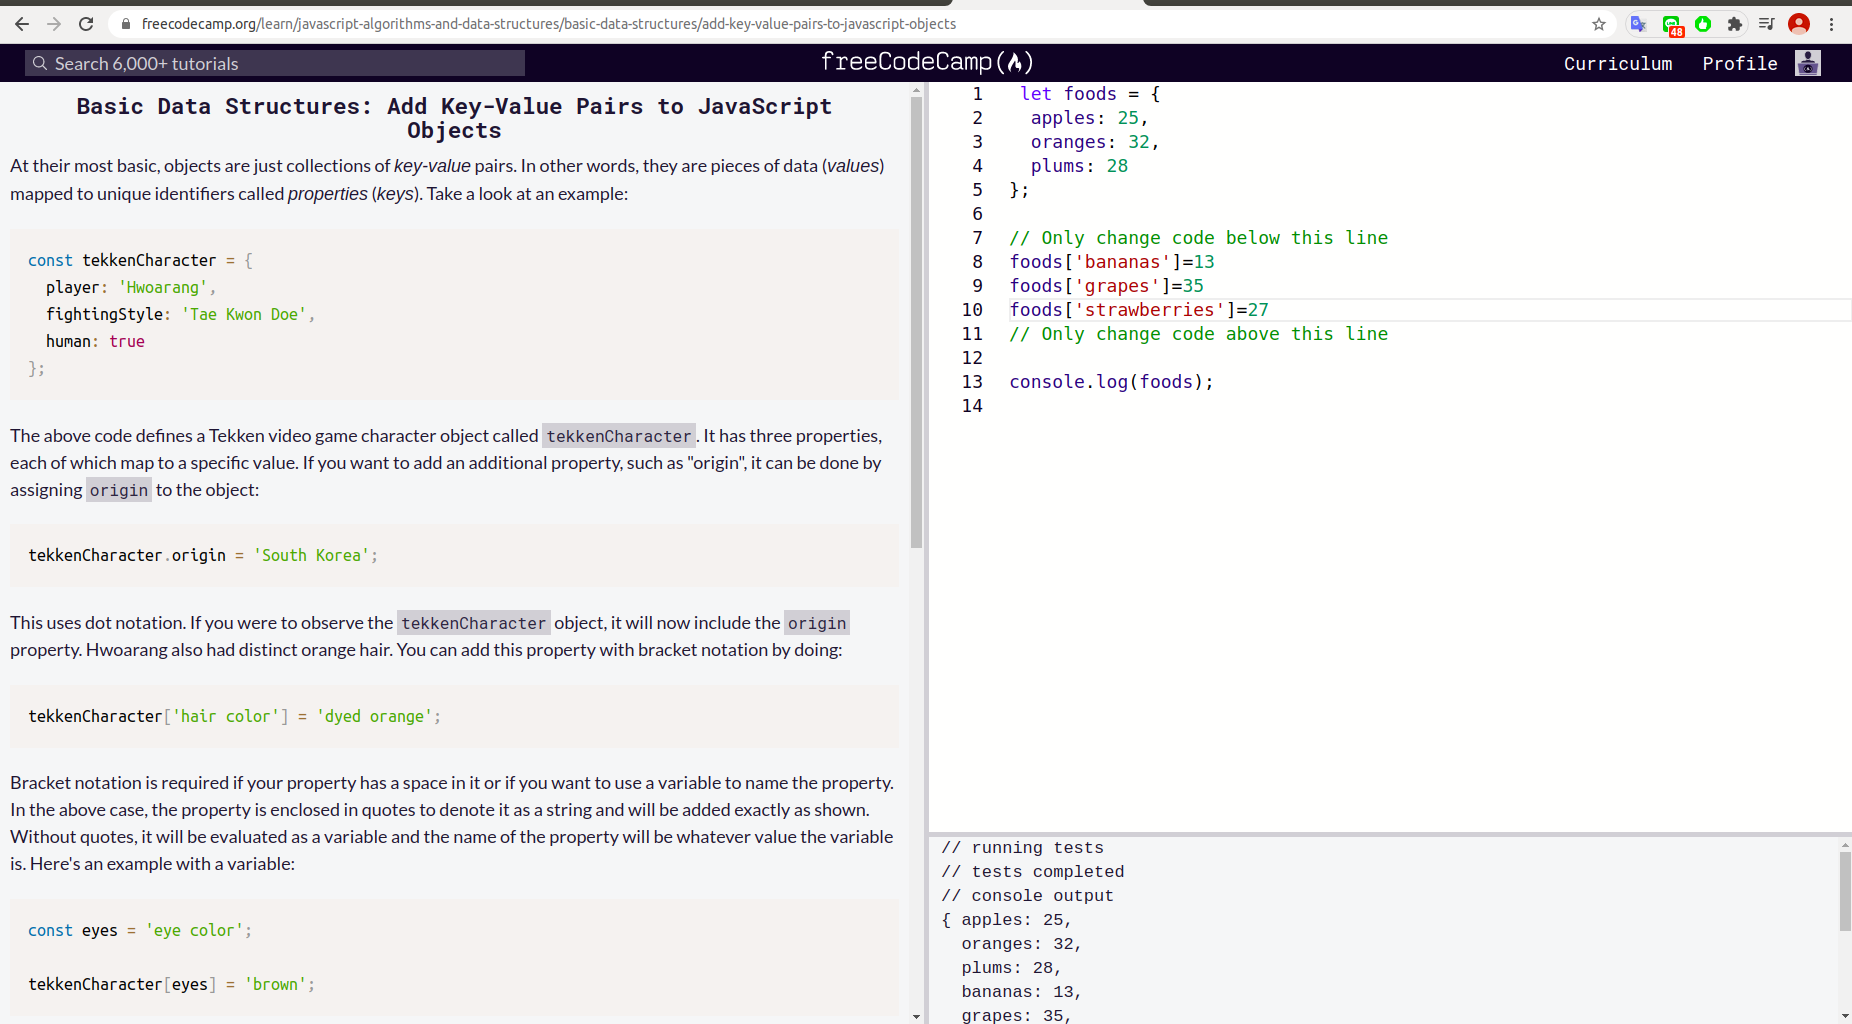 freecodecamp.org/learn/javascript-algorithms-and-data-structures/basic-data-structures/add-key-value-pairs-to-javascript-objects
48
Search 6,000+ tutorials
freeCodeCamp(🔥)
Curriculum
Profile
Basic Data Structures: Add Key-Value Pairs to JavaScript
Objects
At their most basic, objects are just collections of key-value pairs. In other words, they are pieces of data (values)
mapped to unique identifiers called properties (keys). Take a look at an example:
const tekkenCharacter = {
  player: 'Hwoarang',
  fightingStyle: 'Tae Kwon Doe',
  human: true
};
The above code defines a Tekken video game character object called tekkenCharacter. It has three properties,
each of which map to a specific value. If you want to add an additional property, such as "origin", it can be done by
assigning origin to the object:
tekkenCharacter.origin = 'South Korea';
This uses dot notation. If you were to observe the tekkenCharacter object, it will now include the origin
property. Hwoarang also had distinct orange hair. You can add this property with bracket notation by doing:
tekkenCharacter['hair color'] = 'dyed orange';
Bracket notation is required if your property has a space in it or if you want to use a variable to name the property.
In the above case, the property is enclosed in quotes to denote it as a string and will be added exactly as shown.
Without quotes, it will be evaluated as a variable and the name of the property will be whatever value the variable
is. Here's an example with a variable:
const eyes = 'eye color';
tekkenCharacter[eyes] = 'brown';
1 let foods = {
2 apples: 25,
3 oranges: 32,
4 plums: 28
5 };
6
7 // Only change code below this line
8 foods['bananas']=13
9 foods['grapes']=35
10 foods['strawberries']=27
11 // Only change code above this line
12
13 console.log(foods);
14
// running tests
// tests completed
// console output
{ apples: 25,
  oranges: 32,
  plums: 28,
  bananas: 13,
  grapes: 35,